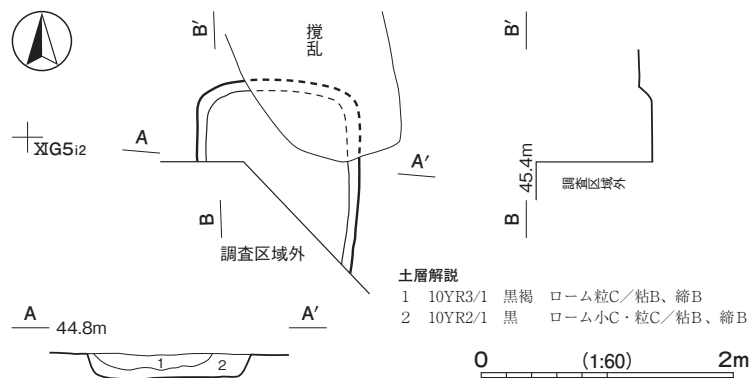 B′
撹乱
A
A′
B
調査区域外
ⅪG5i2
B′
45.4m
調査区域外
B
土層解説
1 10YR3/1 黒褐 ローム粒C／粘B、締B
2 10YR2/1 黒 ローム小C・粒C／粘B、締B
A 44.8m A′
1 2
0 (1:60) 2m